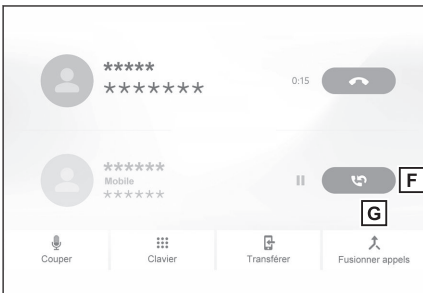 *****
*******
0:15
******
Mobile
******
F
G
Couper
Clavier
Transférer
Fusionner appels